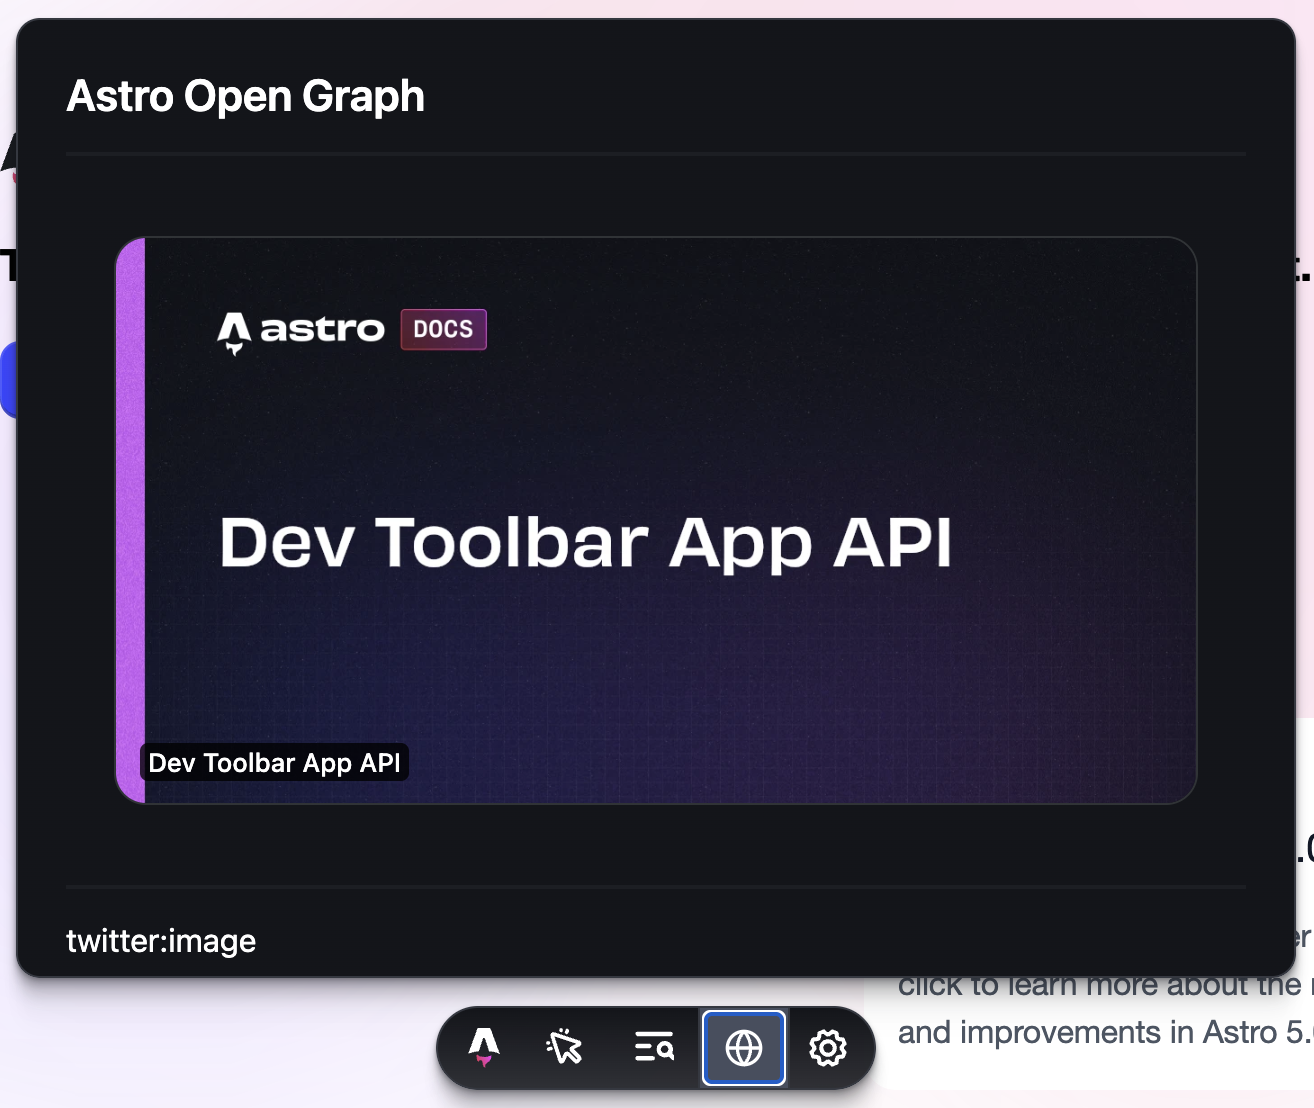 Astro Open Graph
astro DOCS
Dev Toolbar App API
Dev Toolbar App API
twitter:image
click to learn more about the
and improvements in Astro 5.